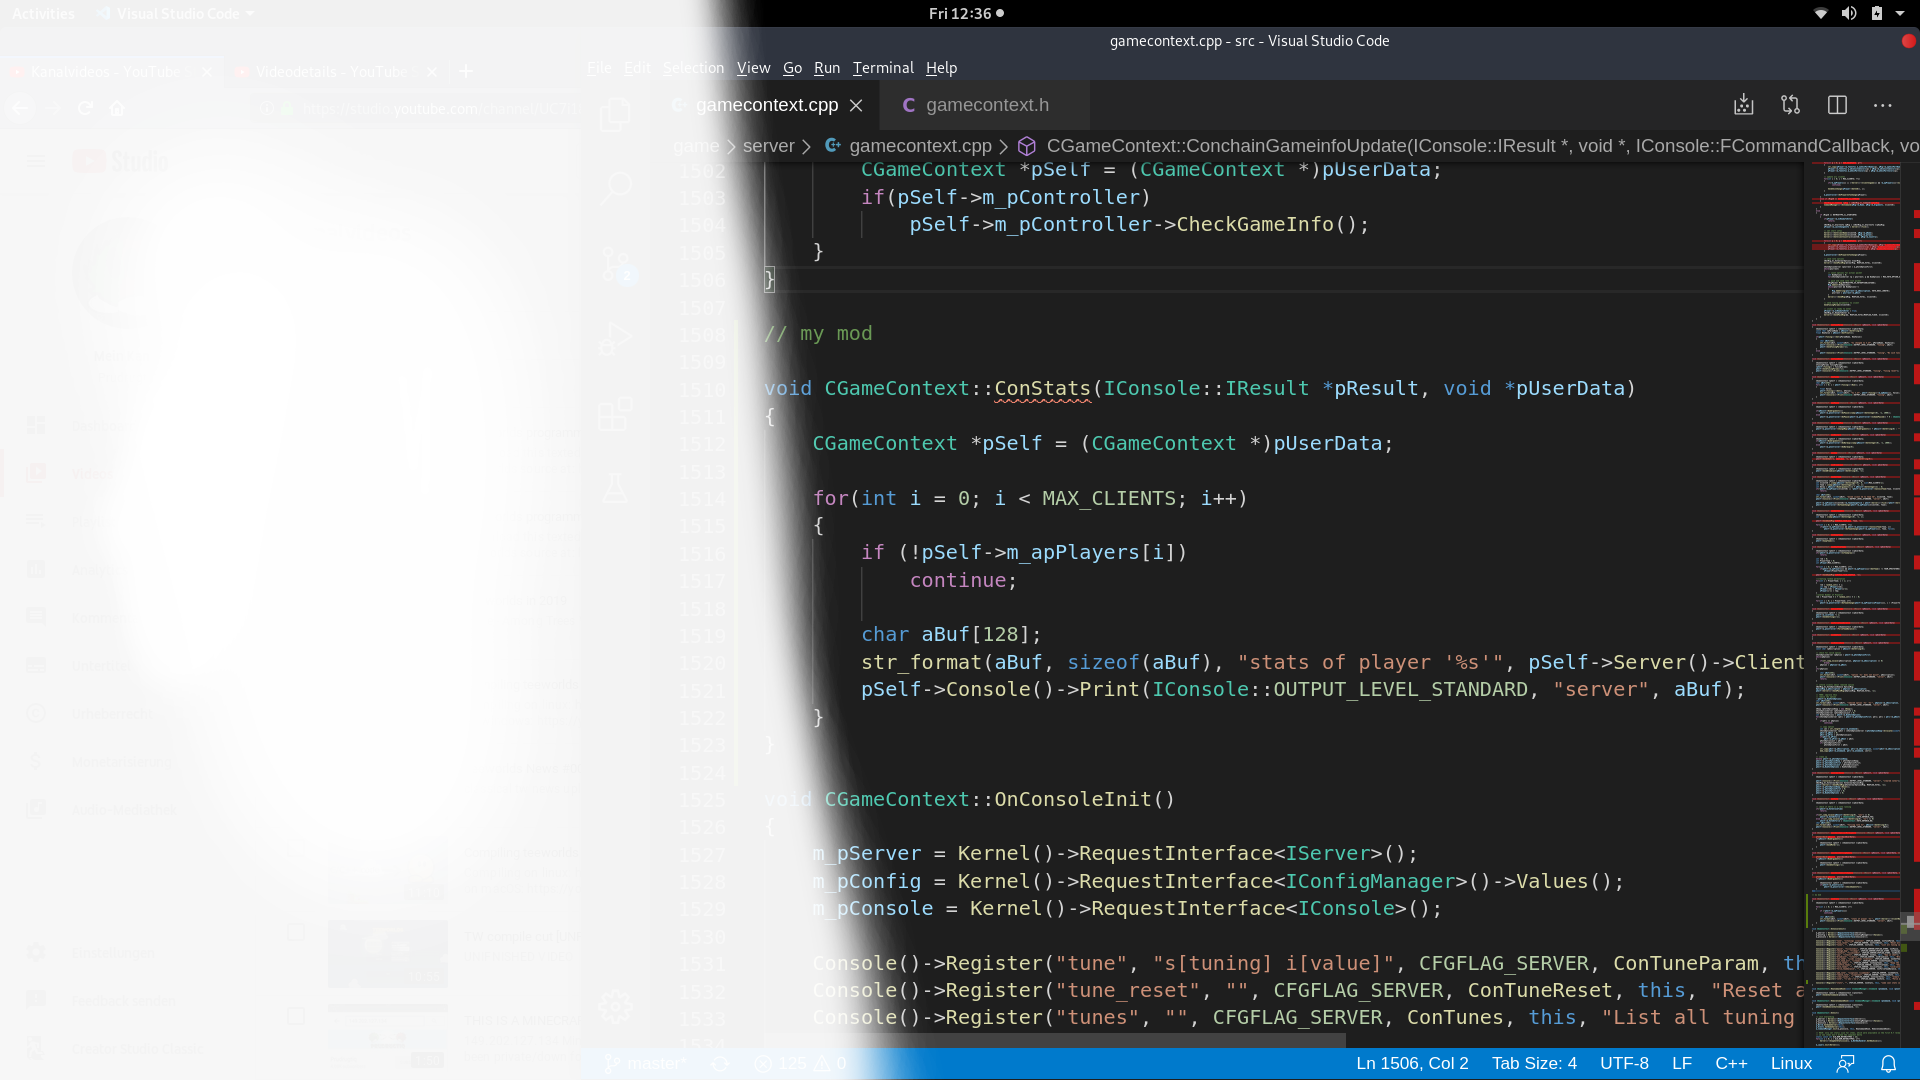 Activities Visual Studio Code Fri 12:36
gamecontext.cpp - src - Visual Studio Code
Kanalvideos - YouTube Videodetails - YouTube
File Edit Selection View Go Run Terminal Help
gamecontext.cpp gamecontext.h
https://studio.youtube.com/channel/UC7
game > server > gamecontext.cpp > CGameContext::ConchainGameinfoUpdate(IConsole::IResult *, void *, IConsole::FCommandCallback, vo
Studio
1502 CGameContext *pSelf = (CGameContext *)pUserData;
1503 if(pSelf->m_pController)
1504 pSelf->m_pController->CheckGameInfo();
1505 }
1506 }
1507
1508 // my mod
1509
1510 void CGameContext::ConStats(IConsole::IResult *pResult, void *pUserData)
1511 {
1512 CGameContext *pSelf = (CGameContext *)pUserData;
1513
1514 for(int i = 0; i < MAX_CLIENTS; i++)
1515 {
1516 if (!pSelf->m_apPlayers[i])
1517 continue;
1518
1519 char aBuf[128];
1520 str_format(aBuf, sizeof(aBuf), "stats of player '%s'", pSelf->Server()->Client
1521 pSelf->Console()->Print(IConsole::OUTPUT_LEVEL_STANDARD, "server", aBuf);
1522 }
1523 }
1524
1525 void CGameContext::OnConsoleInit()
1526 {
1527 m_pServer = Kernel()->RequestInterface<IServer>();
1528 m_pConfig = Kernel()->RequestInterface<IConfigManager>()->Values();
1529 m_pConsole = Kernel()->RequestInterface<IConsole>();
1530
1531 Console()->Register("tune", "s[tuning] i[value]", CFGFLAG_SERVER, ConTuneParam, th
1532 Console()->Register("tune_reset", "", CFGFLAG_SERVER, ConTuneReset, this, "Reset a
1533 Console()->Register("tunes", "", CFGFLAG_SERVER, ConTunes, this, "List all tuning
1534
master* 125 0 Ln 1506, Col 2 Tab Size: 4 UTF-8 LF C++ Linux